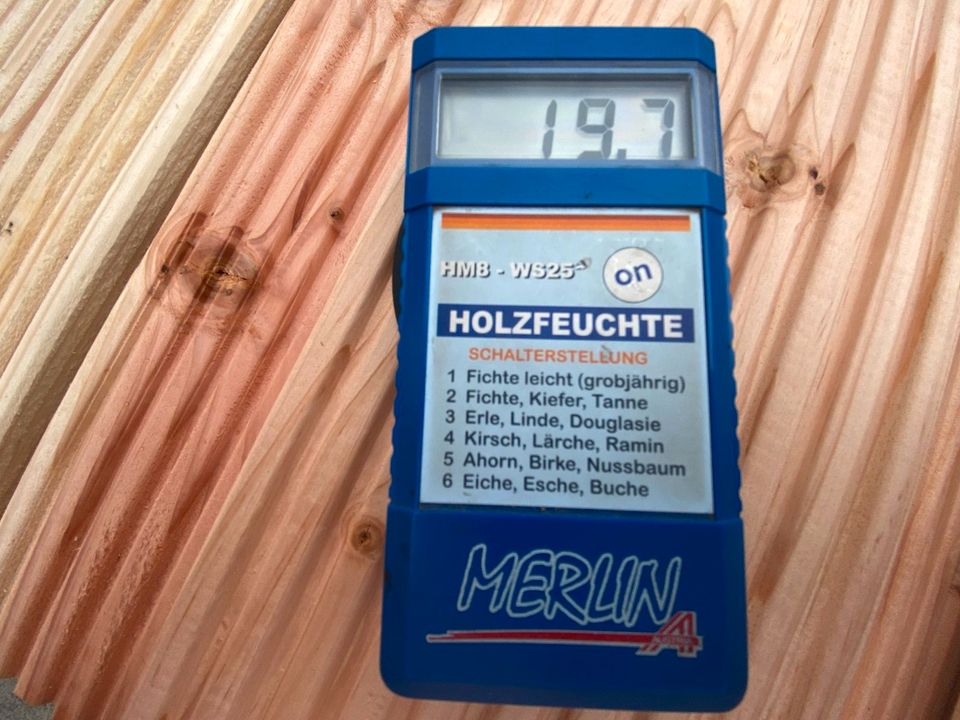 19.7
HM8 - WS25
on
HOLZFEUCHTE
SCHALTERSTELLUNG
1 Fichte leicht (grobjährig)
2 Fichte, Kiefer, Tanne
3 Erle, Linde, Douglasie
4 Kirsch, Lärche, Ramin
5 Ahorn, Birke, Nussbaum
6 Eiche, Esche, Buche
MERLIN